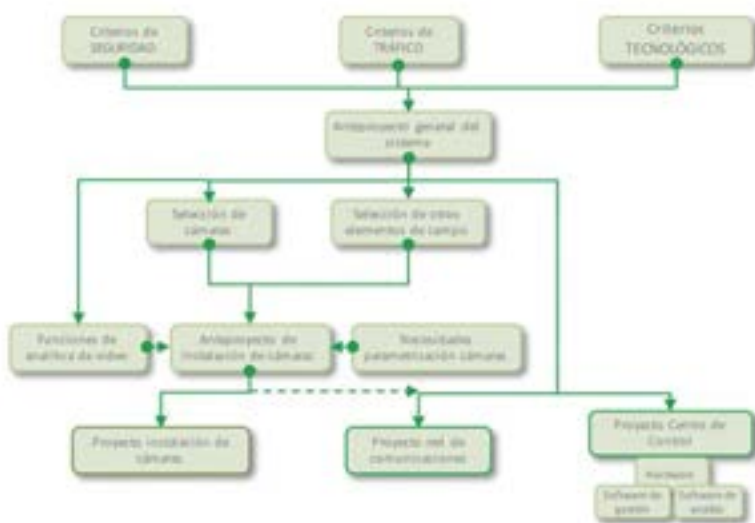 Criterios de
SEGURIDAD
Criterios de
TRÁFICO
Criterios
TECNOLÓGICOS
Anteproyecto general del
sistema
Selección de
cámaras
Selección de otros
elementos de campo
Funciones de
analítica de video
Anteproyecto de
instalación de cámaras
Necesidades
parametrización cámaras
Proyecto instalación de
cámaras
Proyecto red de
comunicaciones
Proyecto Centro de
Control
Hardware
Software de
gestión
Software de